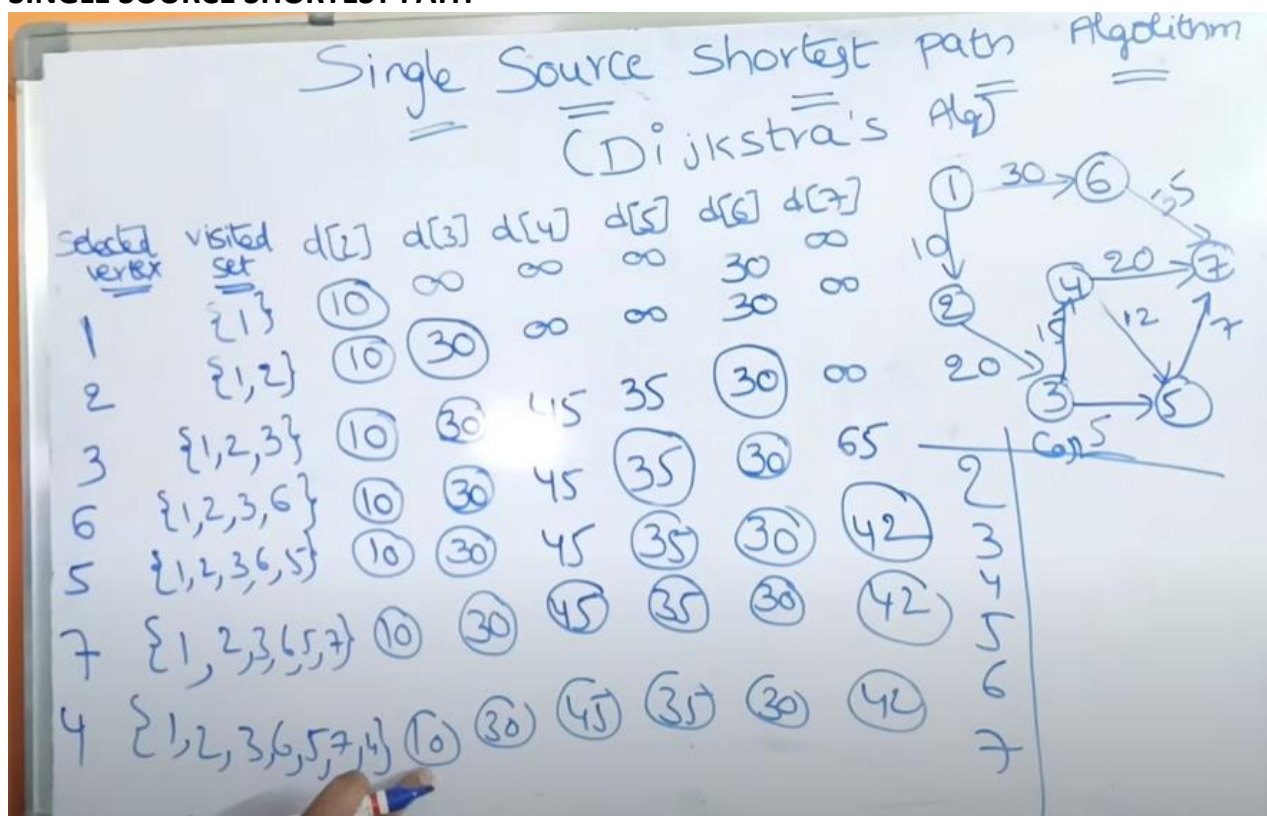 SINGLE SOURCE SHORTEST PATH
Single Source Shortest path Algolithm
(Dijkstra's Alg)
selected vertex visited set d[2] d[3] d[4] d[5] d[6] d[7]
1 {1} 10 ∞ ∞ ∞ 30 ∞
2 {1,2} 10 30 ∞ ∞ 30 ∞
3 {1,2,3} 10 30 45 35 30 ∞
6 {1,2,3,6} 10 30 45 35 30 65
5 {1,2,3,6,5} 10 30 45 35 30 42
7 {1,2,3,6,5,7} 10 30 45 35 30 42
4 {1,2,3,6,5,7,4} 10 30 45 35 30 42
1 30 6
10 35
4 20 7
2
15 12 7
20 3 5
5
2
3
4
5
6
7